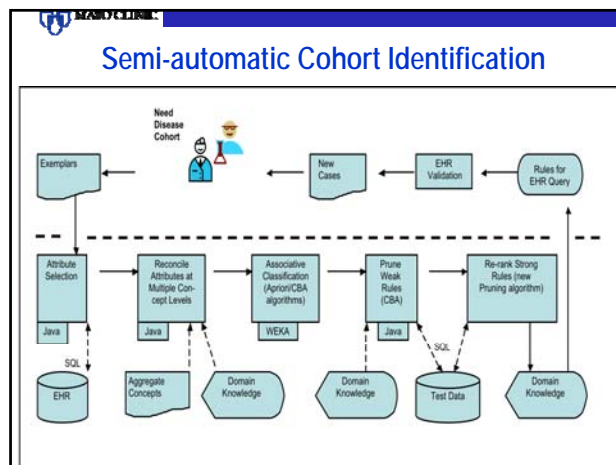 MAYO CLINIC
Semi-automatic Cohort Identification
Need
Disease
Cohort
Exemplars
New
Cases
EHR
Validation
Rules for
EHR Query
Attribute
Selection
Java
Reconcile
Attributes at
Multiple Con-
cept Levels
Java
Associative
Classification
(Apriori/CBA
algorithms)
WEKA
Prune
Weak
Rules
(CBA)
Java
Re-rank Strong
Rules (new
Pruning algorithm)
SQL
SQL
EHR
Aggregate
Concepts
Domain
Knowledge
Domain
Knowledge
Test Data
Domain
Knowledge